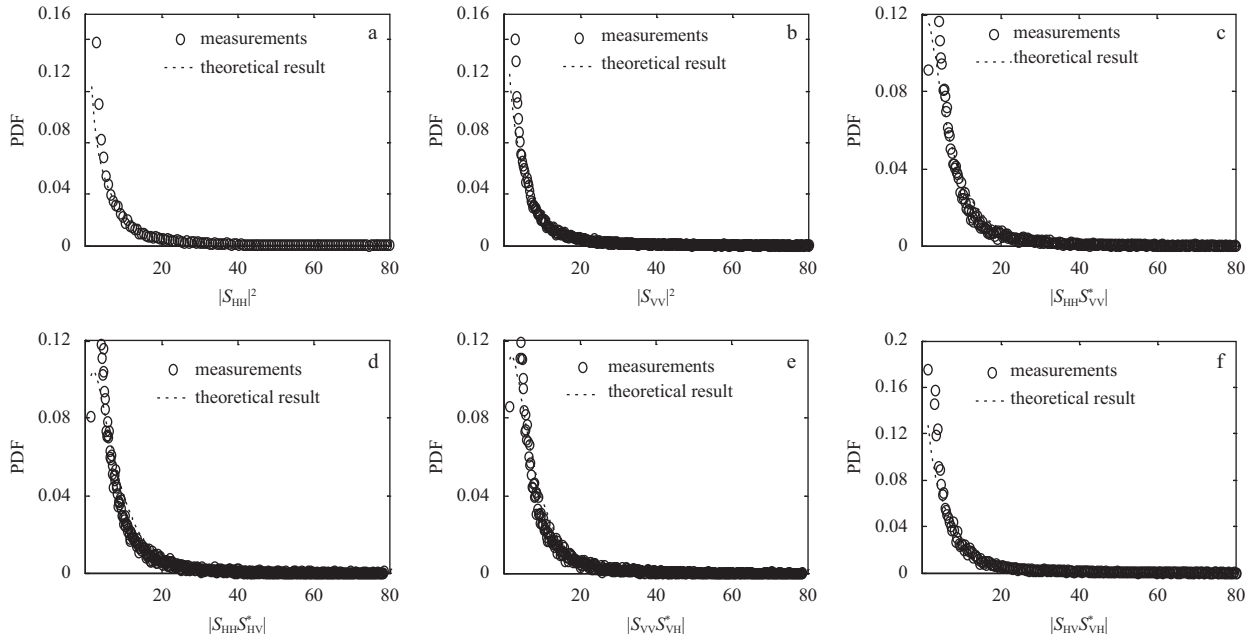 0.16
0.12
0.08
0.04
0
PDF
measurements
theoretical result
a
20
40
60
80
|S_HH|²
0.16
0.12
0.08
0.04
0
PDF
measurements
theoretical result
b
20
40
60
80
|S_VV|²
0.12
0.08
0.04
0
PDF
measurements
theoretical result
c
20
40
60
80
|S_HH S*_VV|
0.12
0.08
0.04
0
PDF
measurements
theoretical result
d
20
40
60
80
|S_HH S*_HV|
0.12
0.08
0.04
0
PDF
measurements
theoretical result
e
20
40
60
80
|S_VV S*_VH|
0.2
0.16
0.12
0.08
0.04
0
PDF
measurements
theoretical result
f
20
40
60
80
|S_HV S*_VH|